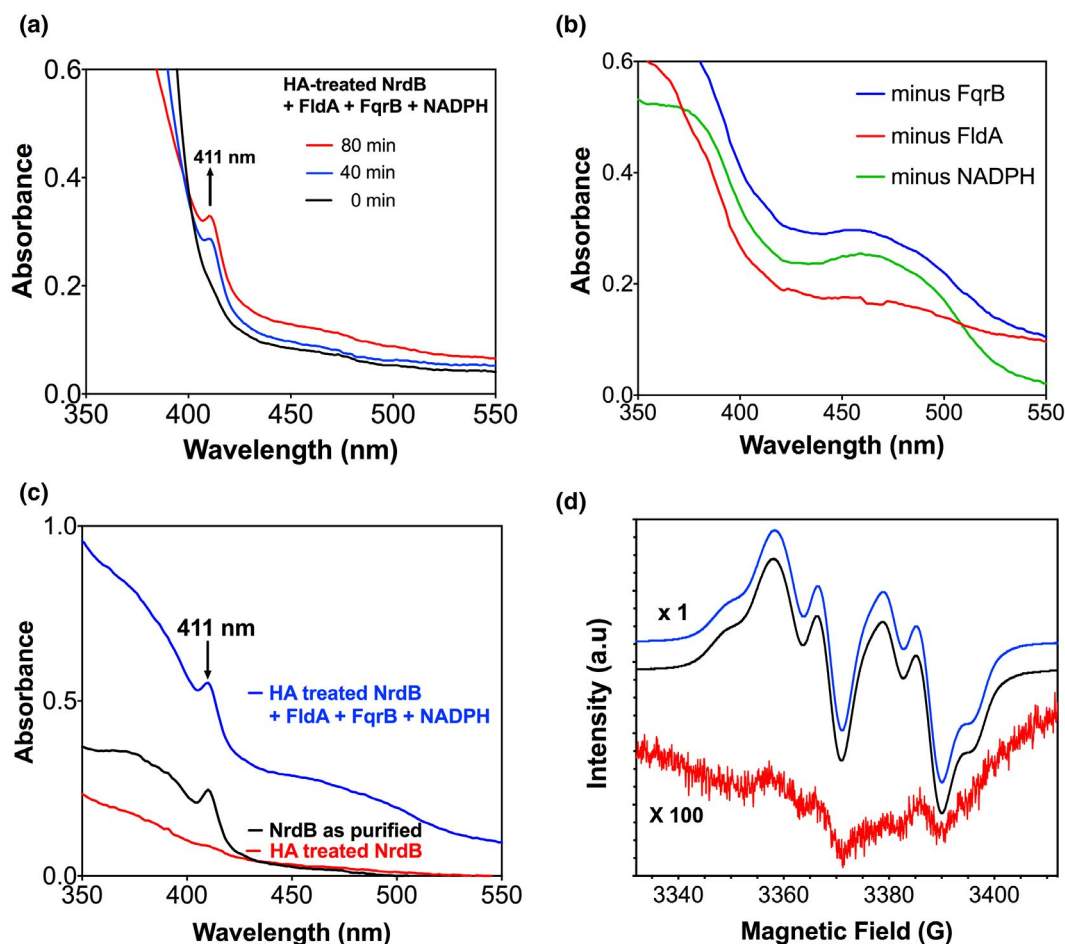 (a)
0.6
0.4
0.2
0.0
Absorbance
HA-treated NrdB
+ FldA + FqrB + NADPH
80 min
40 min
0 min
411 nm
350
400
450
500
550
Wavelength (nm)
(b)
0.6
0.4
0.2
0.0
Absorbance
minus FqrB
minus FldA
minus NADPH
350
400
450
500
550
Wavelength (nm)
(c)
1.0
0.5
0.0
Absorbance
411 nm
HA treated NrdB
+ FldA + FqrB + NADPH
NrdB as purified
HA treated NrdB
350
400
450
500
550
Wavelength (nm)
(d)
Intensity (a.u)
x 1
X 100
3340
3360
3380
3400
Magnetic Field (G)